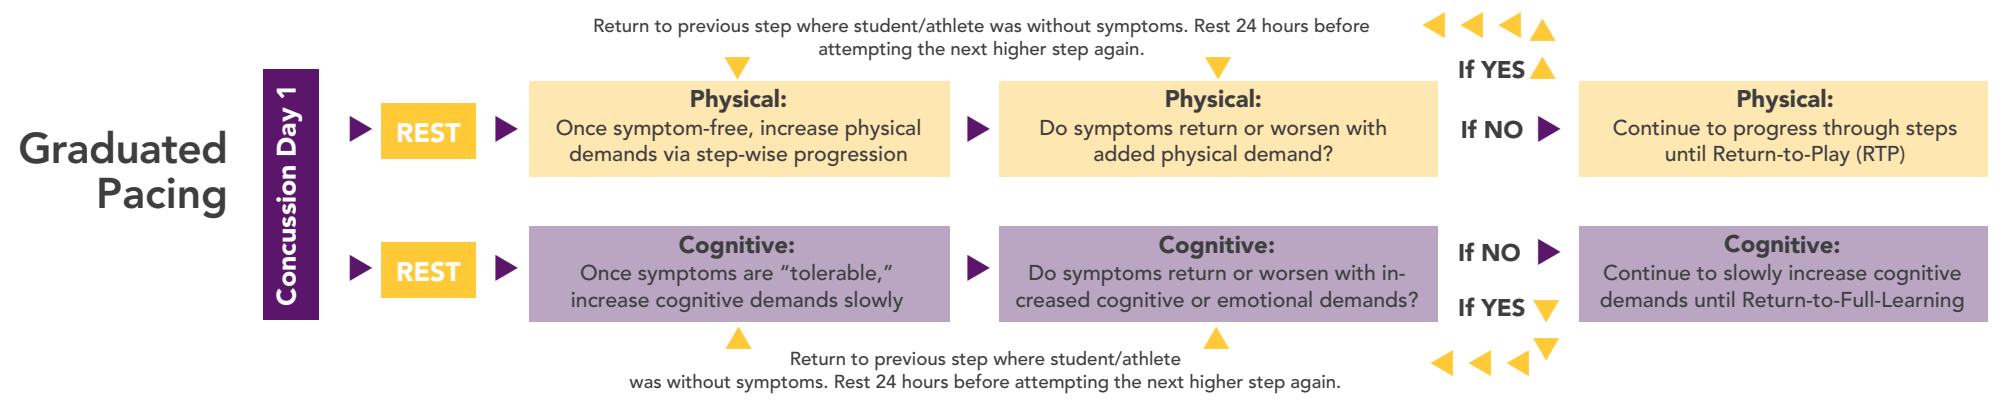 Graduated
Pacing
Concussion Day 1
Return to previous step where student/athlete was without symptoms. Rest 24 hours before
attempting the next higher step again.
REST
Physical:
Once symptom-free, increase physical
demands via step-wise progression
Physical:
Do symptoms return or worsen with
added physical demand?
If YES
If NO
Physical:
Continue to progress through steps
until Return-to-Play (RTP)
REST
Cognitive:
Once symptoms are “tolerable,”
increase cognitive demands slowly
Cognitive:
Do symptoms return or worsen with in-
creased cognitive or emotional demands?
If NO
If YES
Cognitive:
Continue to slowly increase cognitive
demands until Return-to-Full-Learning
Return to previous step where student/athlete
was without symptoms. Rest 24 hours before attempting the next higher step again.